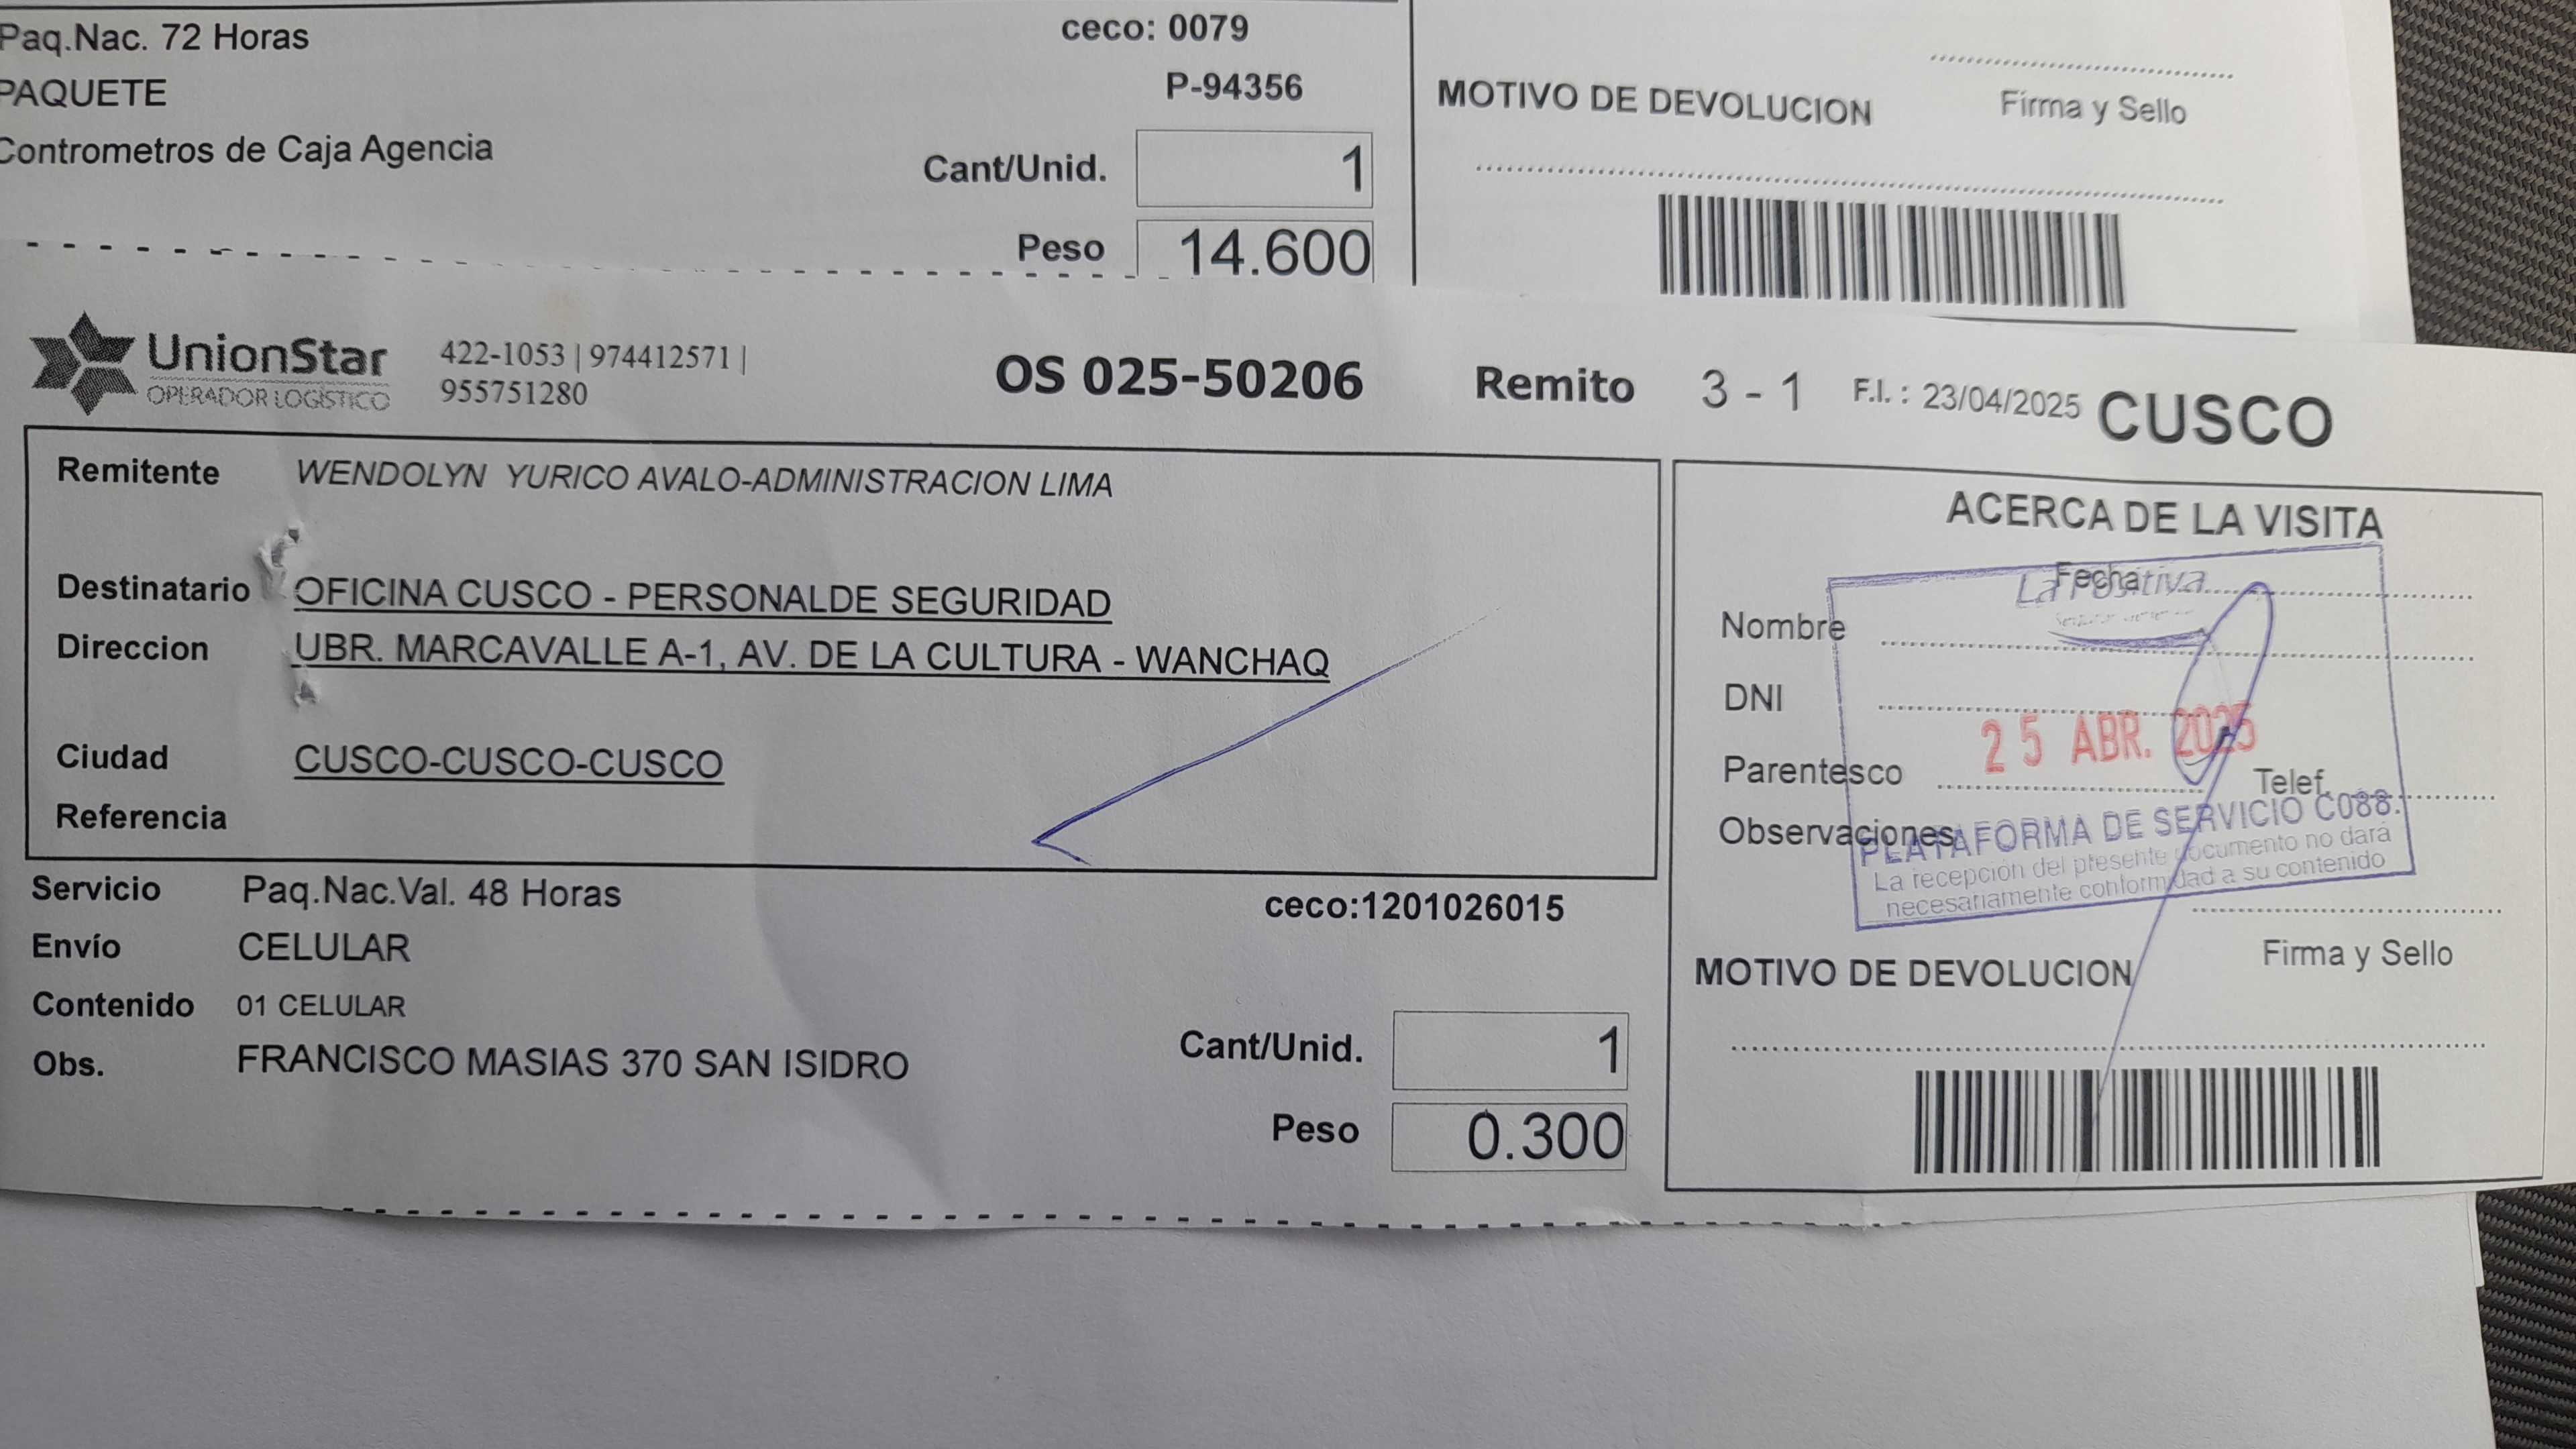 Paq.Nac. 72 Horas
ceco: 0079
PAQUETE
P-94356
Contrometros de Caja Agencia
Cant/Unid. 1
Peso 14.600
MOTIVO DE DEVOLUCION
Firma y Sello
UnionStar
OPERADOR LOGÍSTICO
422-1053 | 974412571 |
955751280
OS 025-50206
Remito 3 - 1
F.I. : 23/04/2025
CUSCO
Remitente WENDOLYN YURICO AVALO-ADMINISTRACION LIMA
Destinatario OFICINA CUSCO - PERSONALDE SEGURIDAD
Direccion UBR. MARCAVALLE A-1, AV. DE LA CULTURA - WANCHAQ
Ciudad CUSCO-CUSCO-CUSCO
Referencia
Servicio Paq.Nac.Val. 48 Horas
ceco:1201026015
Envío CELULAR
Contenido 01 CELULAR
Obs. FRANCISCO MASIAS 370 SAN ISIDRO
Cant/Unid. 1
Peso 0.300
ACERCA DE LA VISITA
Fecha
La Positiva
Nombre
DNI
25 ABR. 2025
Parentesco
Telef.
Observaciones
PLATAFORMA DE SERVICIO C088.
La recepción del presente documento no dará
necesariamente conformidad a su contenido
Firma y Sello
MOTIVO DE DEVOLUCION